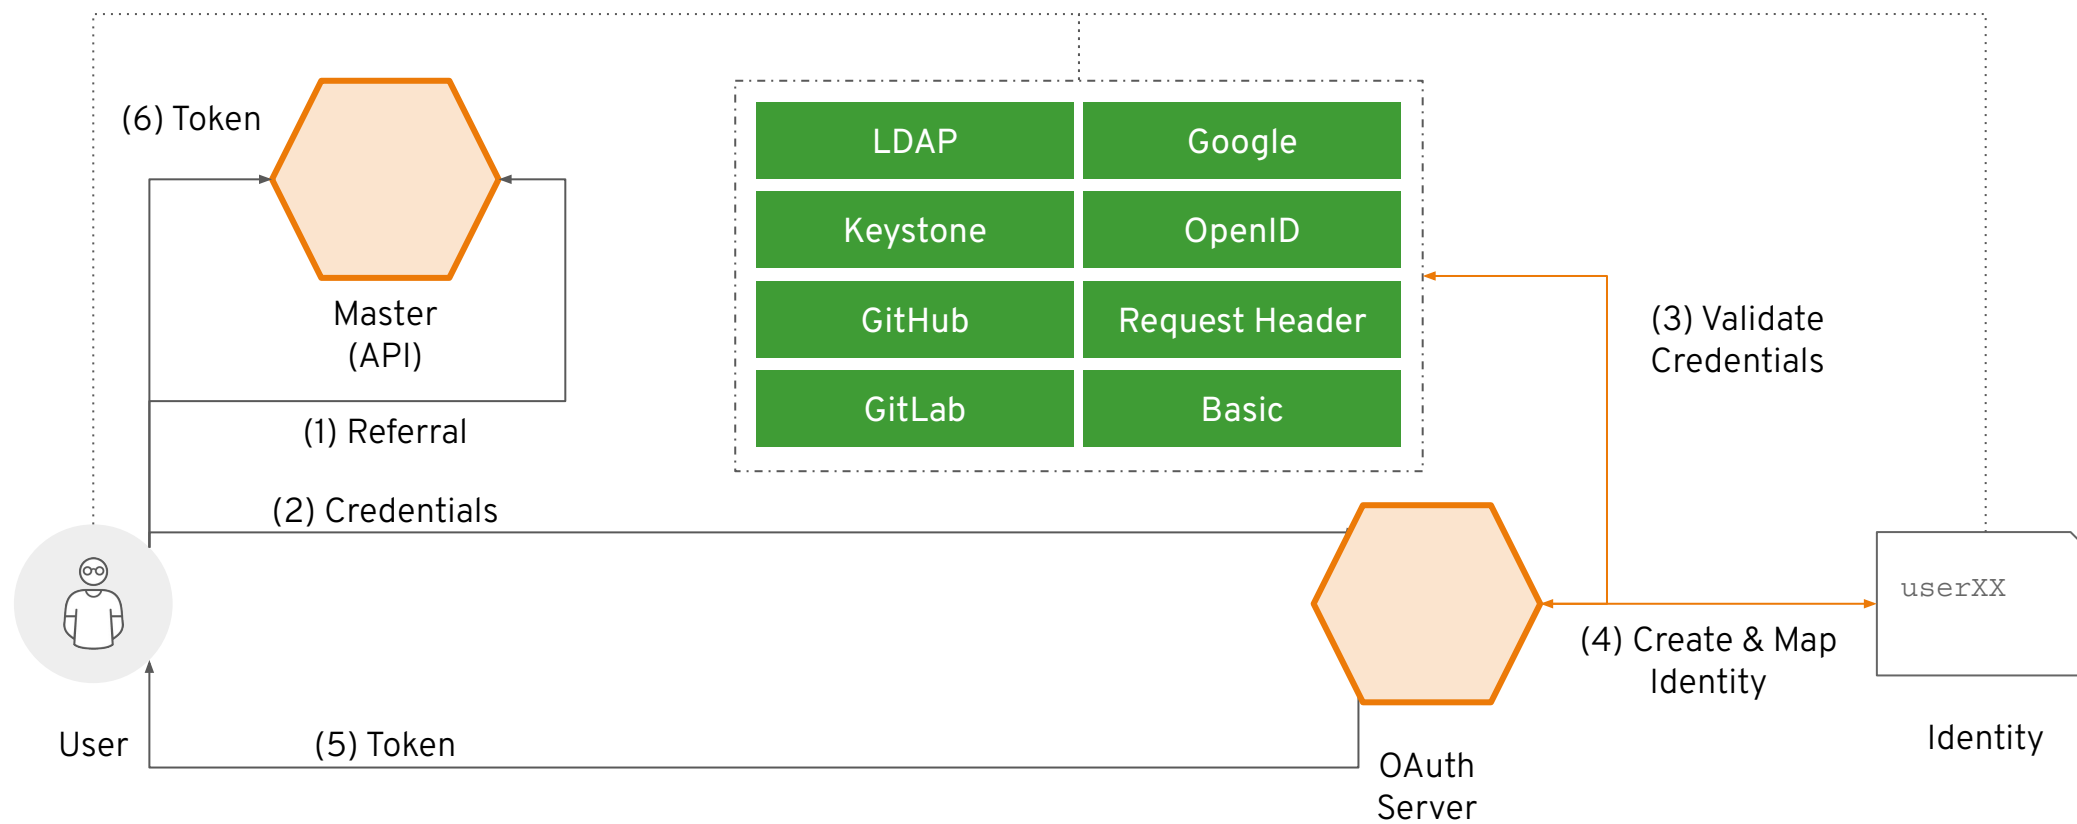 (6) Token
Master
(API)
(1) Referral
(2) Credentials
LDAP
Google
Keystone
OpenID
GitHub
Request Header
GitLab
Basic
(3) Validate
Credentials
userXX
(4) Create & Map
Identity
Identity
User
(5) Token
OAuth
Server